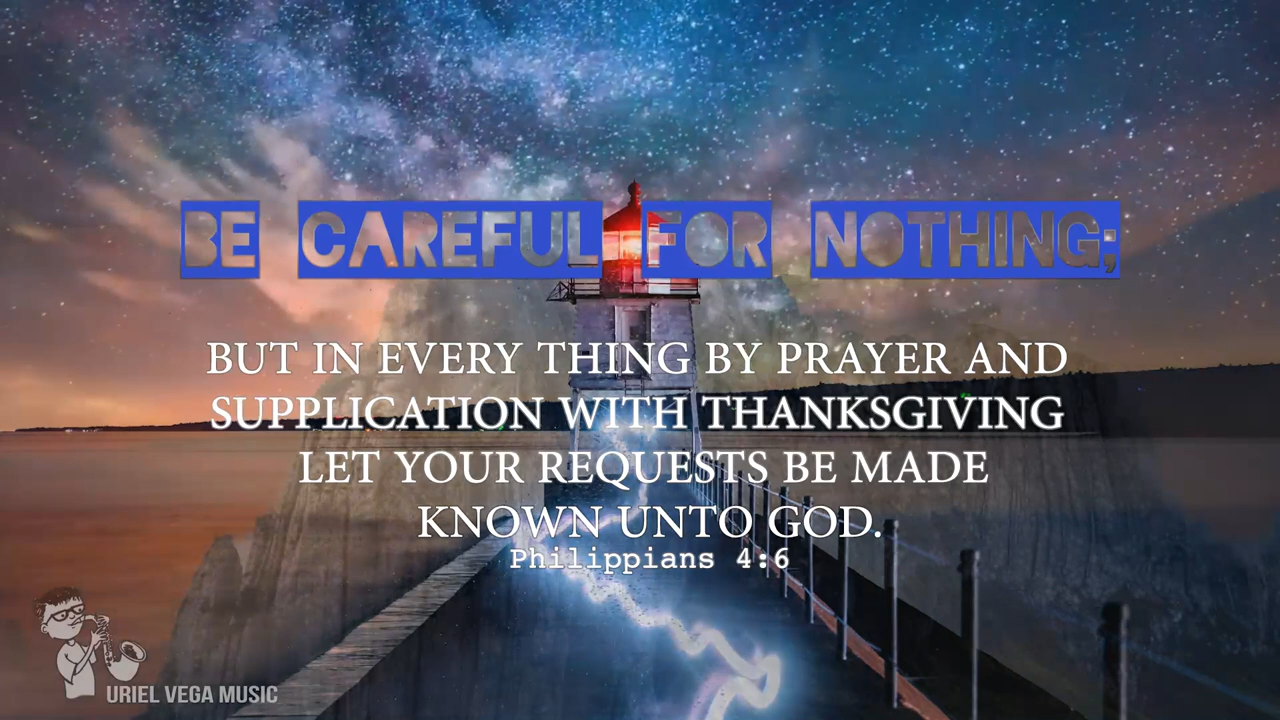 BE CAREFUL FOR NOTHING;
BUT IN EVERY THING BY PRAYER AND
SUPPLICATION WITH THANKSGIVING
LET YOUR REQUESTS BE MADE
KNOWN UNTO GOD.
Philippians 4:6
URIEL VEGA MUSIC